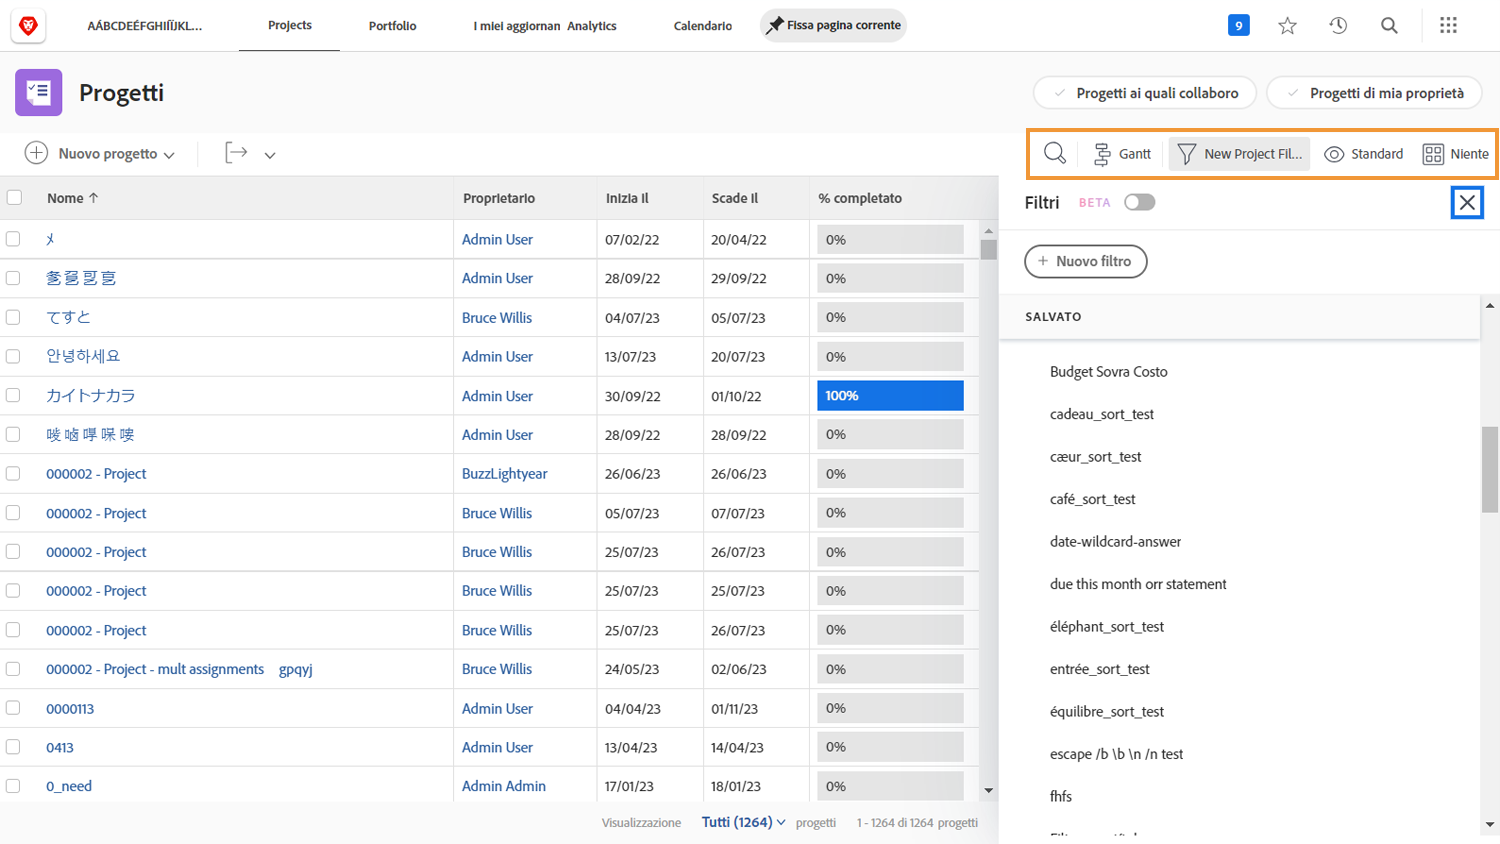 AÁBCDEÉFGHIIÍJKL... Projects Portfolio I miei aggiornan Analytics Calendario Fissa pagina corrente 9
Progetti Progetti ai quali collaboro Progetti di mia proprietà
Nuovo progetto Gantt New Project Fil... Standard Niente
Nome ↑ Proprietario Inizia Il Scade Il % completato
Filtri BETA
Admin User 07/02/22 20/04/22 0%
+ Nuovo filtro
Admin User 28/09/22 29/09/22 0%
SALVATO
てすと Bruce Willis 04/07/23 05/07/23 0%
안녕하세요 Admin User 13/07/23 20/07/23 0%
Budget Sovra Costo
カイトナカラ Admin User 30/09/22 01/10/22 100%
cadeau_sort_test
Admin User 28/09/22 28/09/22 0%
cæur_sort_test
000002 - Project BuzzLightyear 26/06/23 26/06/23 0%
café_sort_test
000002 - Project Bruce Willis 05/07/23 07/07/23 0%
date-wildcard-answer
000002 - Project Bruce Willis 25/07/23 26/07/23 0%
due this month orr statement
000002 - Project Bruce Willis 25/07/23 25/07/23 0%
éléphant_sort_test
000002 - Project Bruce Willis 25/07/23 26/07/23 0%
entrée_sort_test
000002 - Project - mult assignments gpqyj Bruce Willis 24/05/23 02/06/23 0%
équilibre_sort_test
0000113 Admin User 04/04/23 01/11/23 0%
escape /b \b \n /n test
0413 Admin User 13/04/23 14/04/23 0%
fhfs
0_need Admin Admin 17/01/23 18/01/23 0%
Visualizzazione Tutti (1264) progetti 1 - 1264 di 1264 progetti